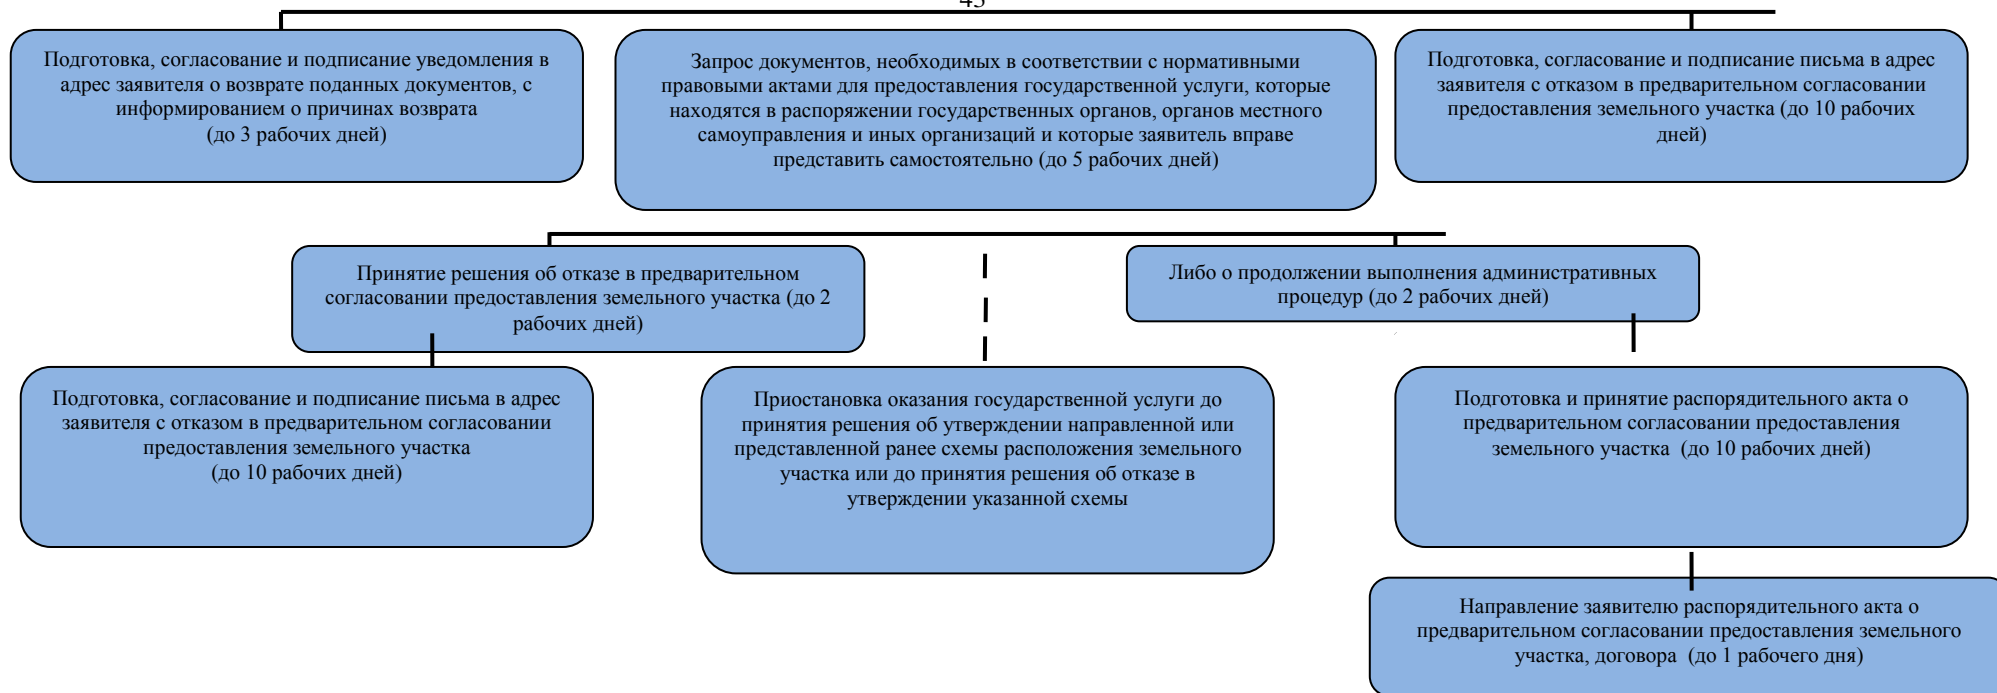 45
Подготовка, согласование и подписание уведомления в
адрес заявителя о возврате поданных документов, с
информированием о причинах возврата
(до 3 рабочих дней)
Запрос документов, необходимых в соответствии с нормативными
правовыми актами для предоставления государственной услуги, которые
находятся в распоряжении государственных органов, органов местного
самоуправления и иных организаций и которые заявитель вправе
представить самостоятельно (до 5 рабочих дней)
Подготовка, согласование и подписание письма в адрес
заявителя с отказом в предварительном согласовании
предоставления земельного участка (до 10 рабочих
дней)
Принятие решения об отказе в предварительном
согласовании предоставления земельного участка (до 2
рабочих дней)
Либо о продолжении выполнения административных
процедур (до 2 рабочих дней)
Подготовка, согласование и подписание письма в адрес
заявителя с отказом в предварительном согласовании
предоставления земельного участка
(до 10 рабочих дней)
Приостановка оказания государственной услуги до
принятия решения об утверждении направленной или
представленной ранее схемы расположения земельного
участка или до принятия решения об отказе в
утверждении указанной схемы
Подготовка и принятие распорядительного акта о
предварительном согласовании предоставления
земельного участка (до 10 рабочих дней)
Направление заявителю распорядительного акта о
предварительном согласовании предоставления земельного
участка, договора (до 1 рабочего дня)